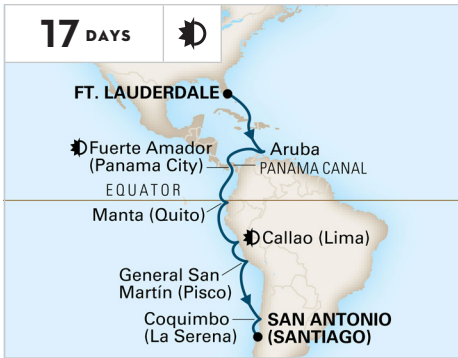 17 DAYS
FT. LAUDERDALE
Fuerte Amador
(Panama City)
Aruba
PANAMA CANAL
EQUATOR
Manta (Quito)
Callao (Lima)
General San
Martín (Pisco)
Coquimbo
(La Serena)
SAN ANTONIO
(SANTIAGO)